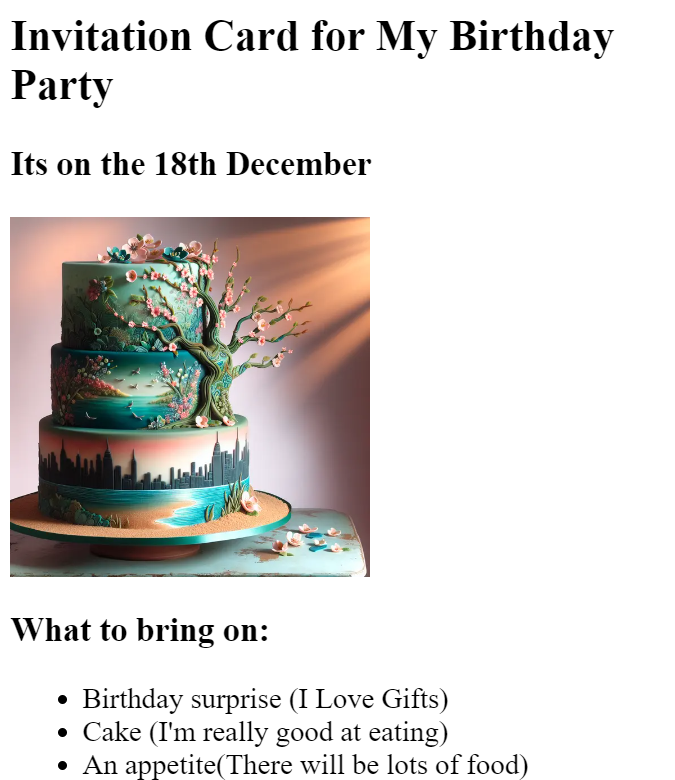 Invitation Card for My Birthday
Party
Its on the 18th December
What to bring on:
Birthday surprise (I Love Gifts)
Cake (I'm really good at eating)
An appetite(There will be lots of food)